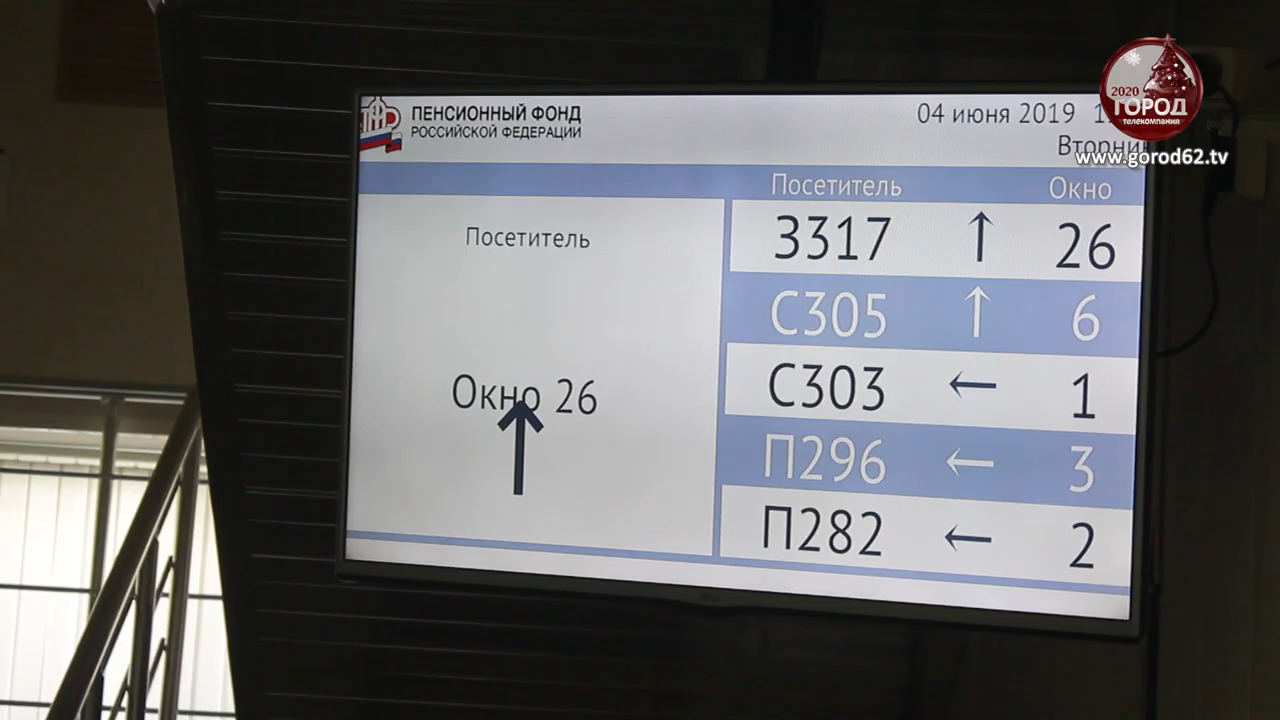 2020
ГОРОД
телекомпания
www.gorod62.tv
ПЕНСИОННЫЙ ФОНД
РОССИЙСКОЙ ФЕДЕРАЦИИ
04 июня 2019
Посетитель Окно
З317 ↑ 26
С305 ↑ 6
С303 ← 1
П296 ← 3
П282 ← 2
Посетитель
Окно 26